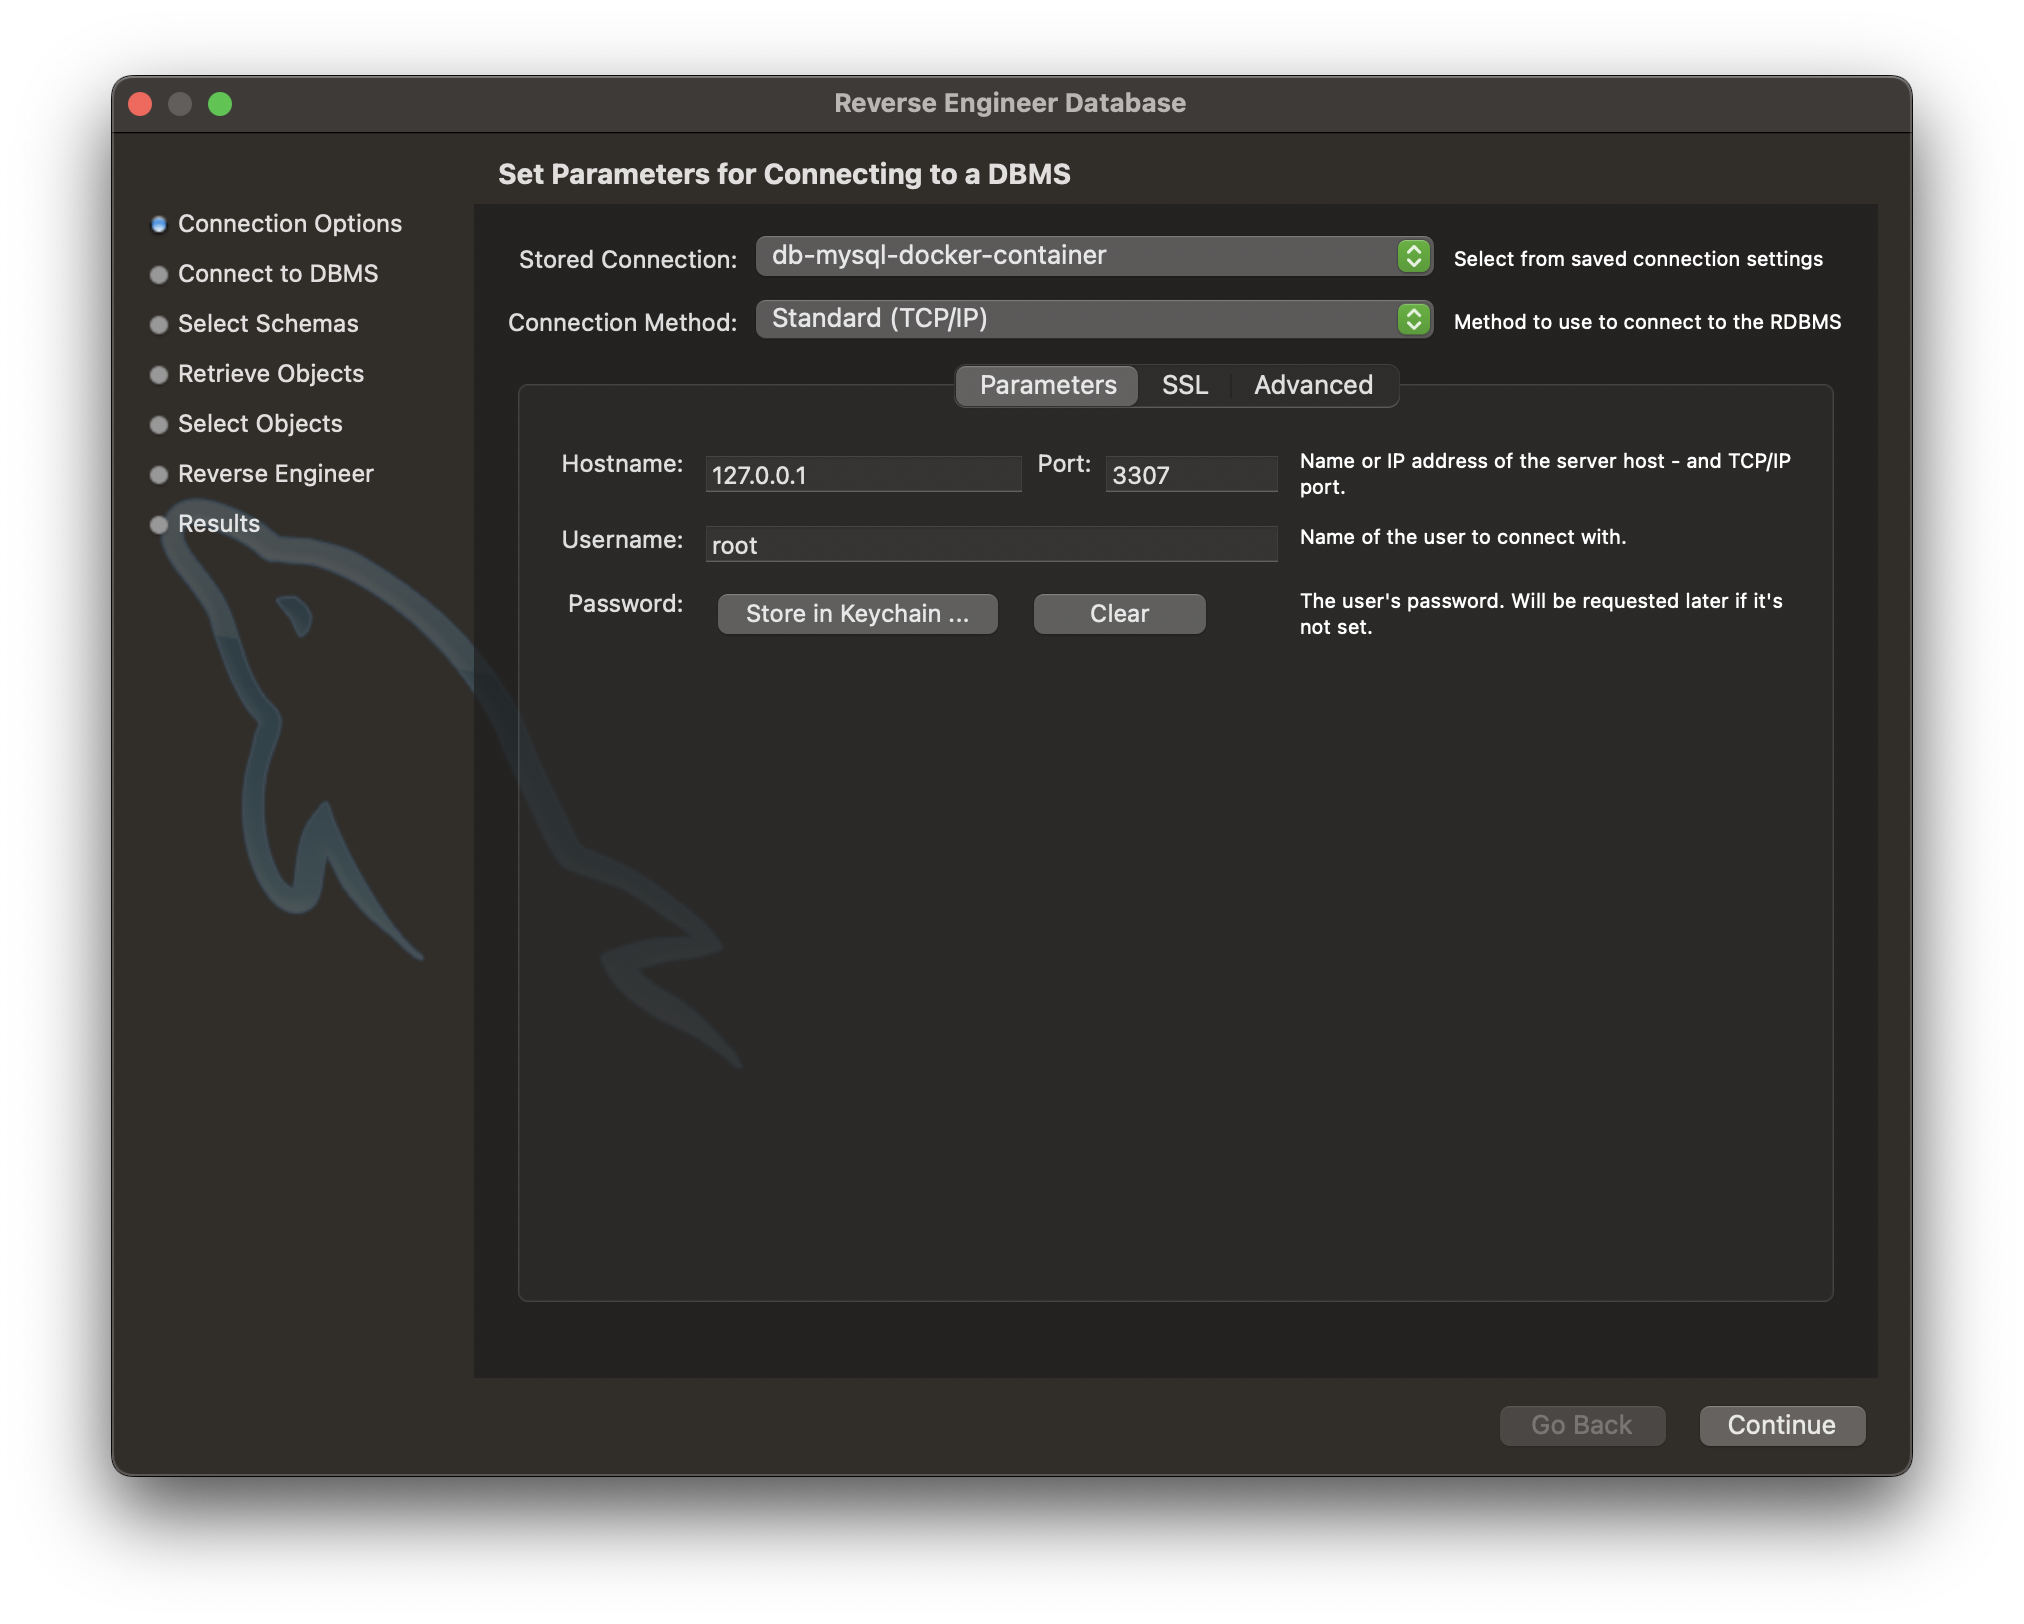 Reverse Engineer Database
Set Parameters for Connecting to a DBMS
Connection Options
Connect to DBMS
Select Schemas
Retrieve Objects
Select Objects
Reverse Engineer
Results
Stored Connection: db-mysql-docker-container Select from saved connection settings
Connection Method: Standard (TCP/IP) Method to use to connect to the RDBMS
Parameters SSL Advanced
Hostname: 127.0.0.1 Port: 3307 Name or IP address of the server host - and TCP/IP
port.
Username: root Name of the user to connect with.
Password: Store in Keychain ... Clear The user's password. Will be requested later if it's
not set.
Go Back Continue